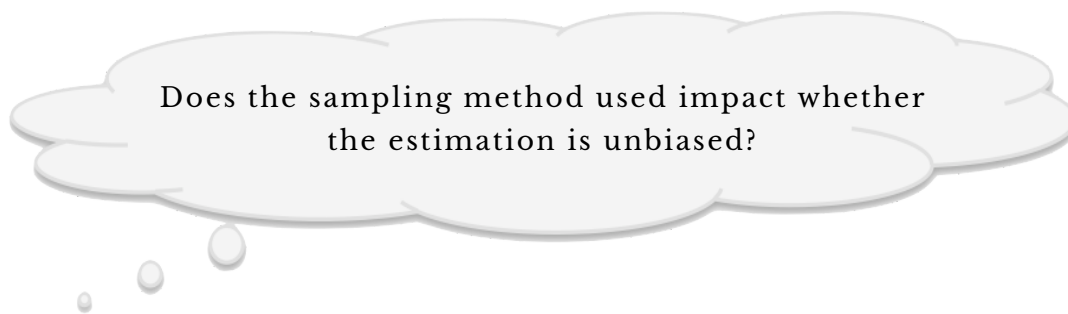 Does the sampling method used impact whether
the estimation is unbiased?